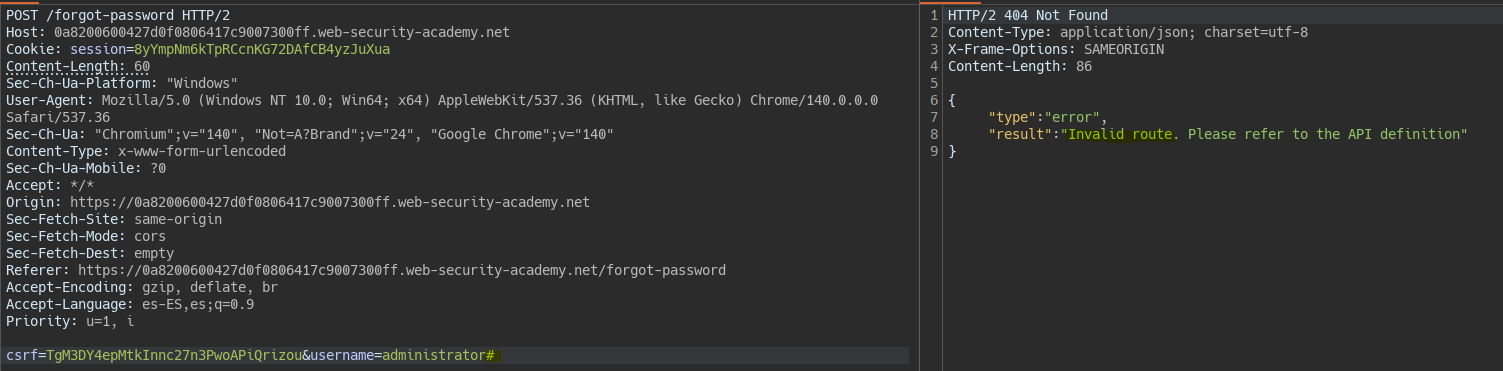 POST /forgot-password HTTP/2
Host: 0a8200600427d0f0806417c9007300ff.web-security-academy.net
Cookie: session=8yYmpNm6kTpRCcnKG72DAfCB4yzJuXua
Content-Length: 60
Sec-Ch-Ua-Platform: "Windows"
User-Agent: Mozilla/5.0 (Windows NT 10.0; Win64; x64) AppleWebKit/537.36 (KHTML, like Gecko) Chrome/140.0.0.0
Safari/537.36
Sec-Ch-Ua: "Chromium";v="140", "Not=A?Brand";v="24", "Google Chrome";v="140"
Content-Type: x-www-form-urlencoded
Sec-Ch-Ua-Mobile: ?0
Accept: */*
Origin: https://0a8200600427d0f0806417c9007300ff.web-security-academy.net
Sec-Fetch-Site: same-origin
Sec-Fetch-Mode: cors
Sec-Fetch-Dest: empty
Referer: https://0a8200600427d0f0806417c9007300ff.web-security-academy.net/forgot-password
Accept-Encoding: gzip, deflate, br
Accept-Language: es-ES,es;q=0.9
Priority: u=1, i
csrf=TgM3DY4epMtkInnc27n3PwoAPiQrizou&username=administrator#
1 HTTP/2 404 Not Found
2 Content-Type: application/json; charset=utf-8
3 X-Frame-Options: SAMEORIGIN
4 Content-Length: 86
5
6 {
7 "type":"error",
8 "result":"Invalid route. Please refer to the API definition"
9 }